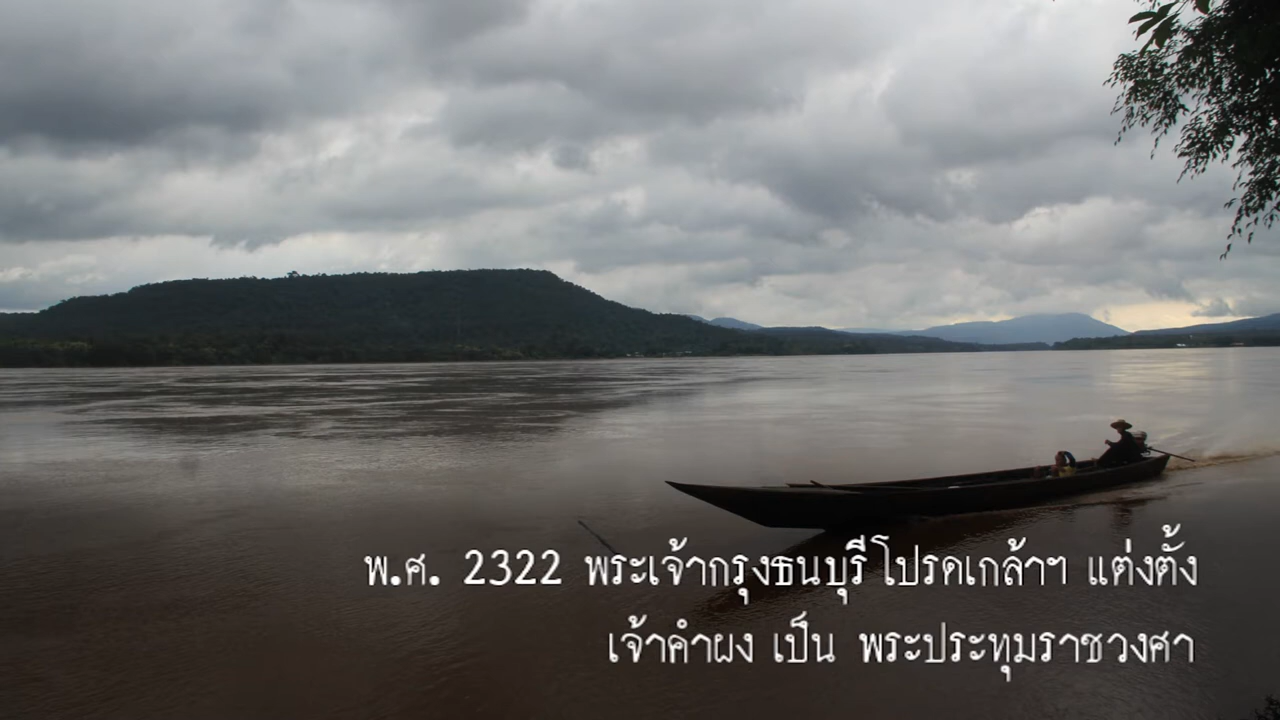 พ.ศ. 2322 พระเจ้ากรุงธนบุรี โปรดเกล้าฯ แต่งตั้ง
เจ้าคำผง เป็น พระประทุมราชวงศา